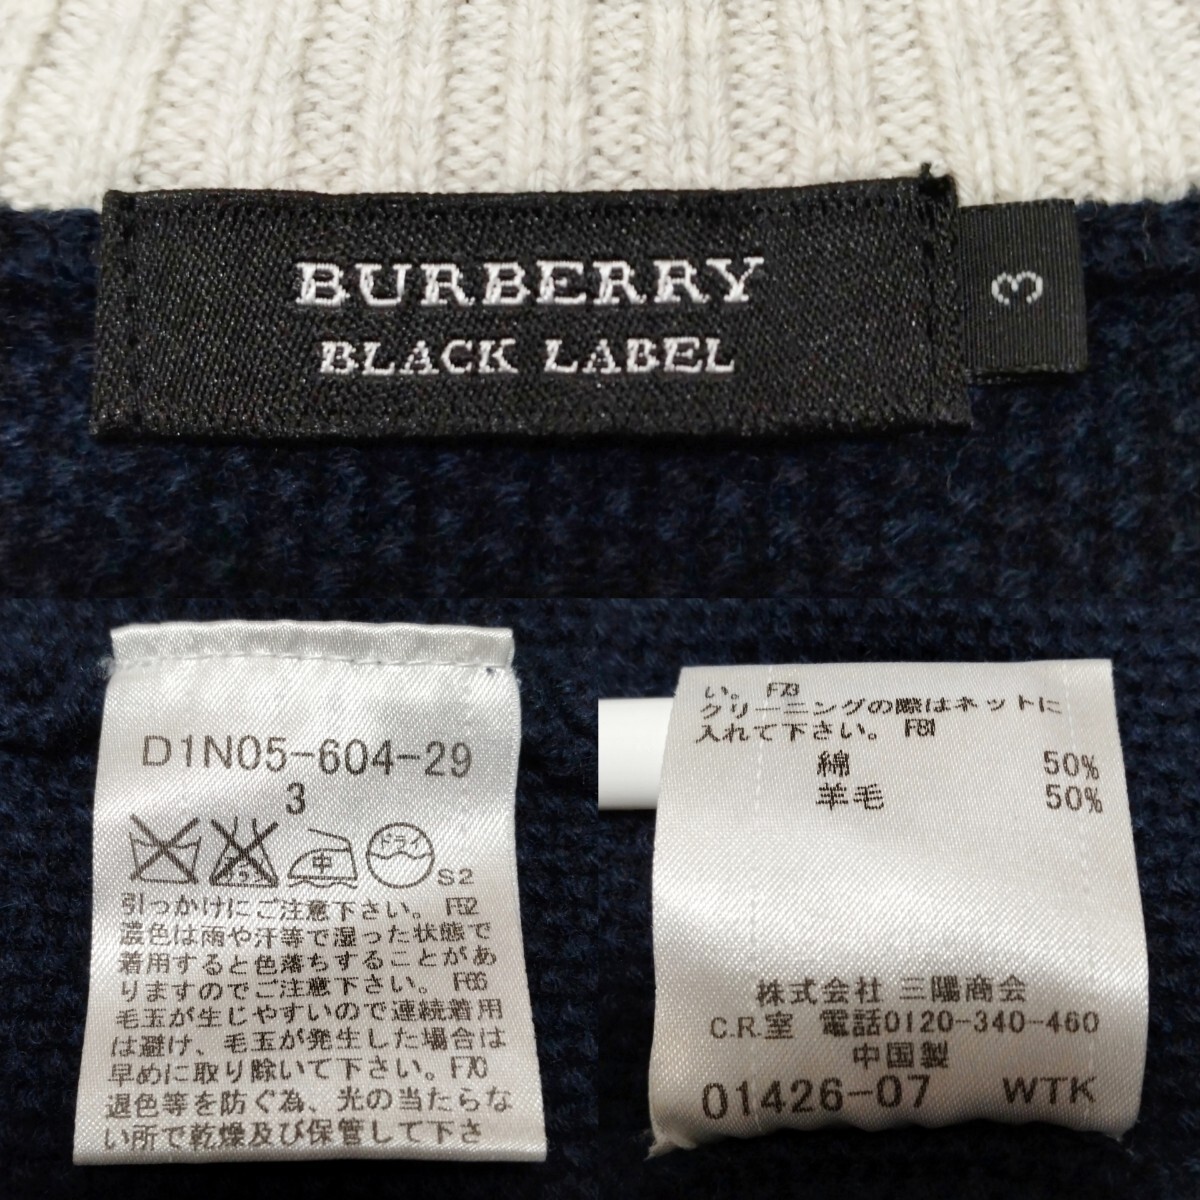 BURBERRY
BLACK LABEL
3
D1N05-604-29
3
中
ドライ
S2
引っかけにご注意下さい。 F52
濃色は雨や汗等で湿った状態で
着用すると色落ちすることがあ
りますのでご注意下さい。 F66
毛玉が生じやすいので連続着用
は避け、毛玉が発生した場合は
早めに取り除いて下さい。F70
退色等を防ぐ為、光の当たらな
い所で乾燥及び保管して下さ
い。 F73
クリーニングの際はネットに
入れて下さい。 F81
綿 50%
羊毛 50%
株式会社 三陽商会
C.R.室 電話0120-340-460
中国製
01426-07 WTK